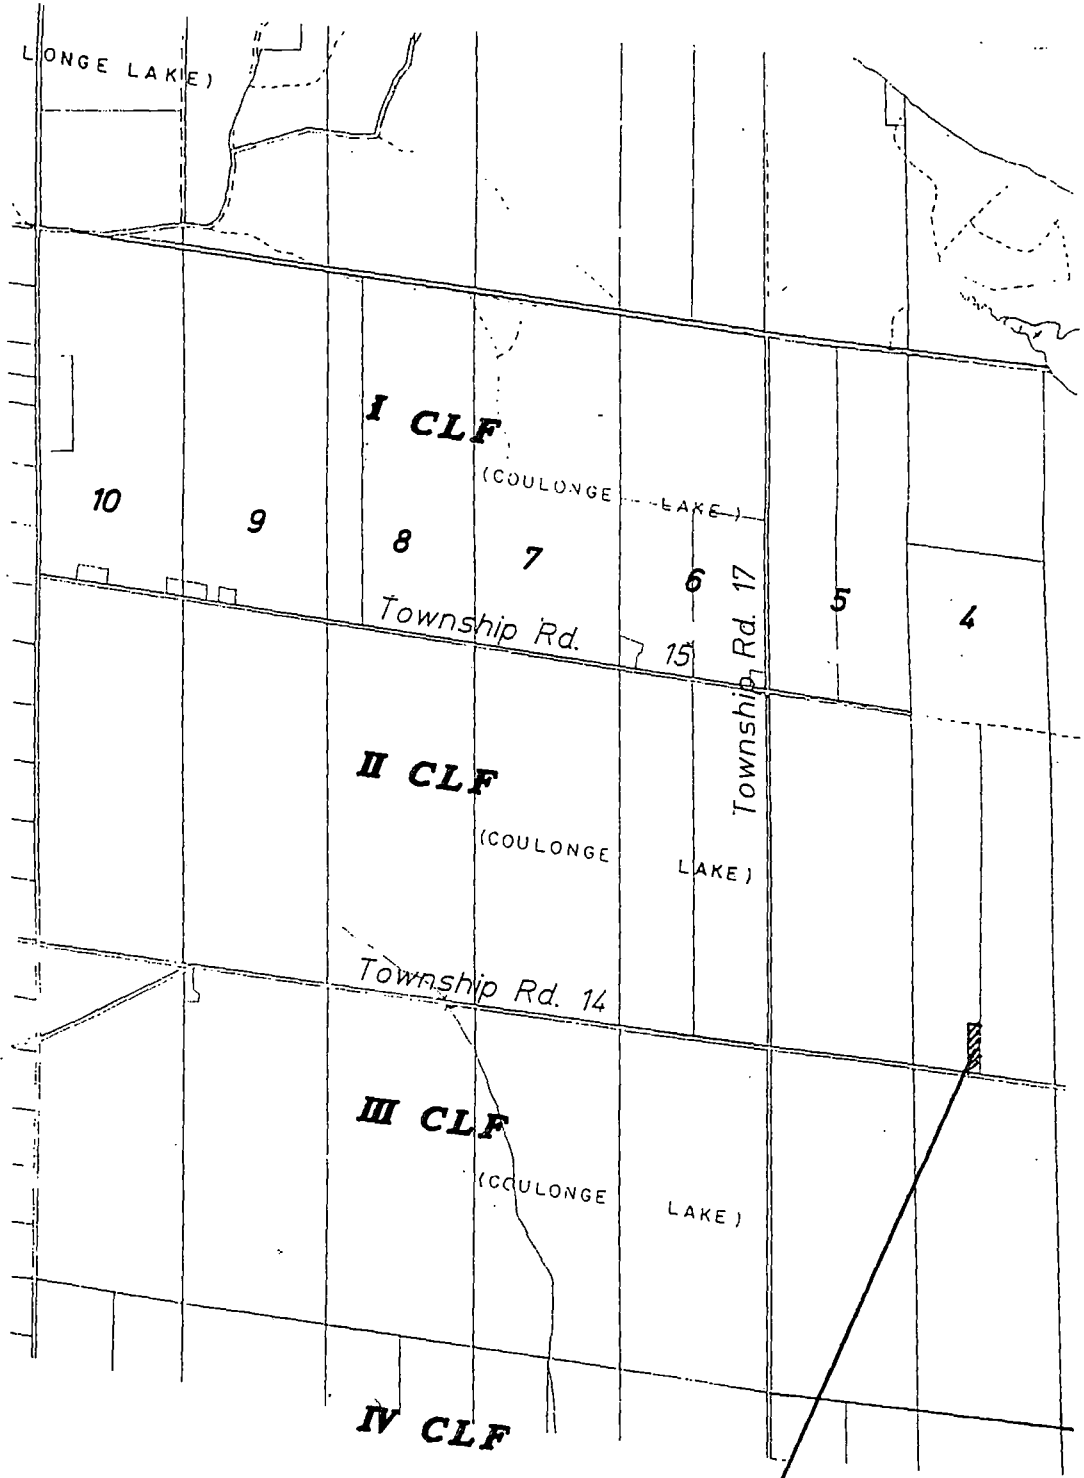 LONGE LAKE)
I CLF
(COULONGE LAKE)
10 9 8 7 6 5 4
Township Rd. 15
Township Rd. 17
II CLF
(COULONGE LAKE)
Township Rd. 14
III CLF
(COULONGE LAKE)
IV CLF